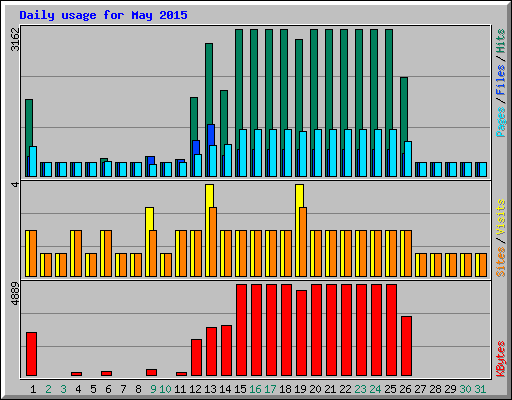 Daily usage for May 2015
3162
Pages / Files / Hits
4
Sites / Visits
4889
KBytes
1 2 3 4 5 6 7 8 9 10 11 12 13 14 15 16 17 18 19 20 21 22 23 24 25 26 27 28 29 30 31